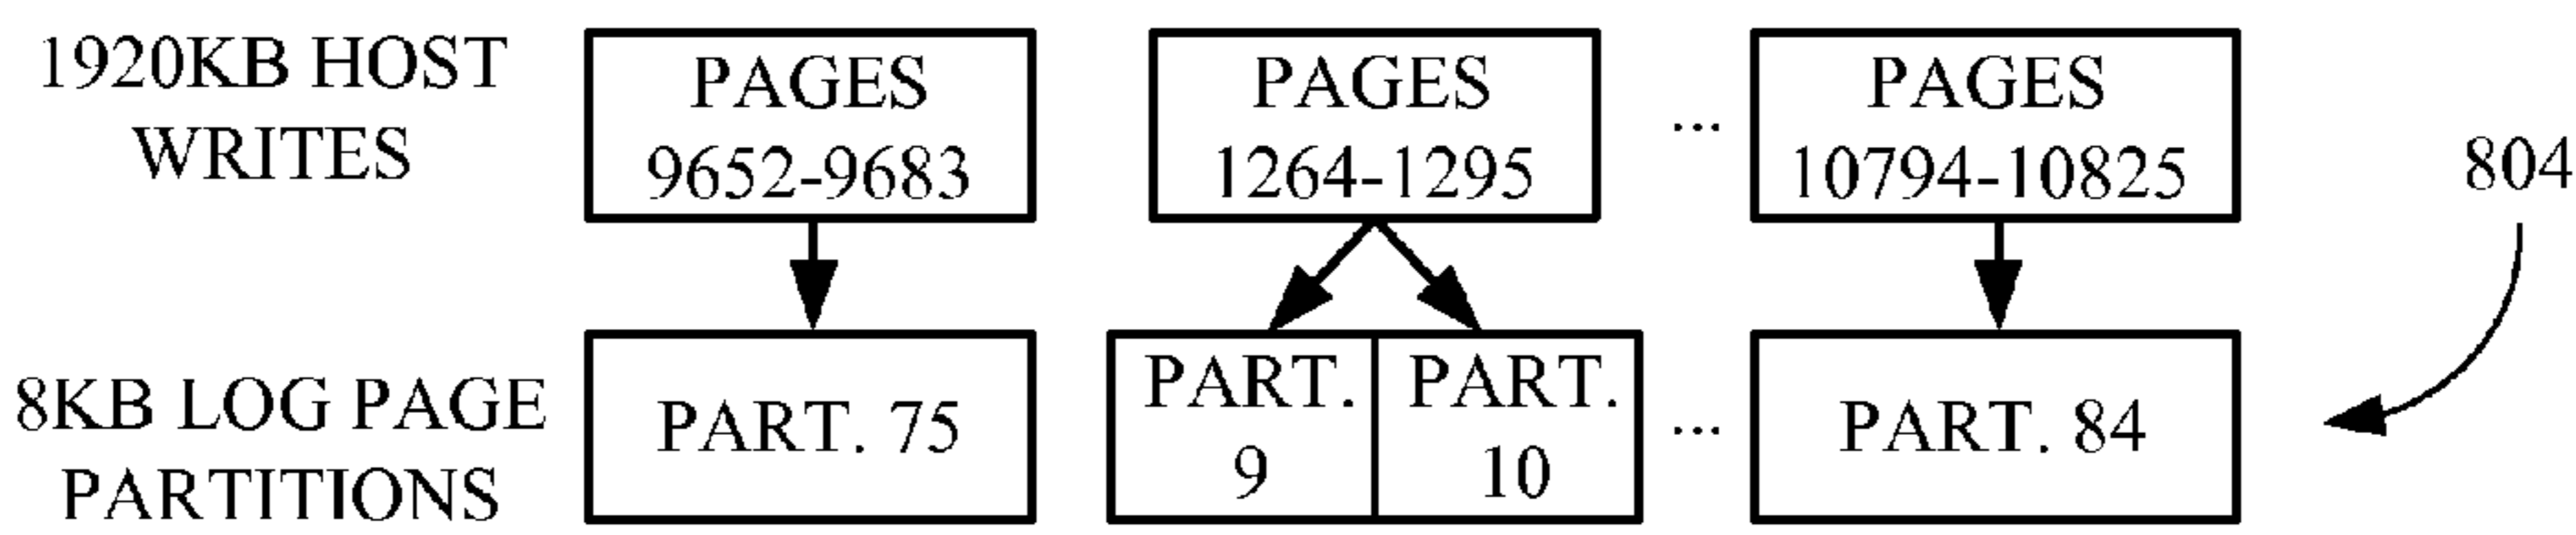 1920KB HOST
WRITES
PAGES
9652-9683
PAGES
1264-1295
...
PAGES
10794-10825
804
8KB LOG PAGE
PARTITIONS
PART. 75
PART.
9
PART.
10
...
PART. 84